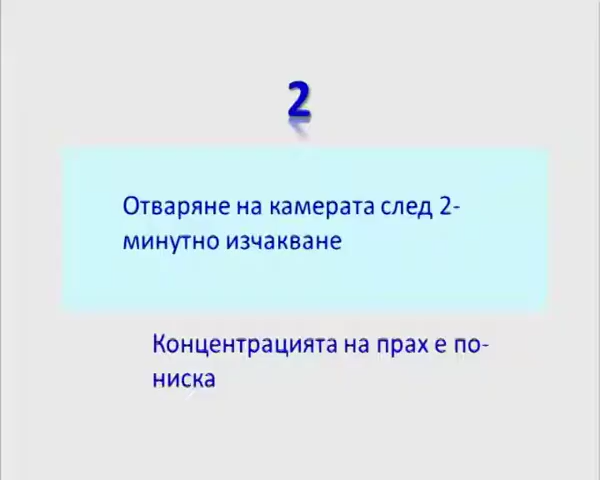 2
Отваряне на камерата след 2-
минутно изчакване
Концентрацията на прах е по-
ниска